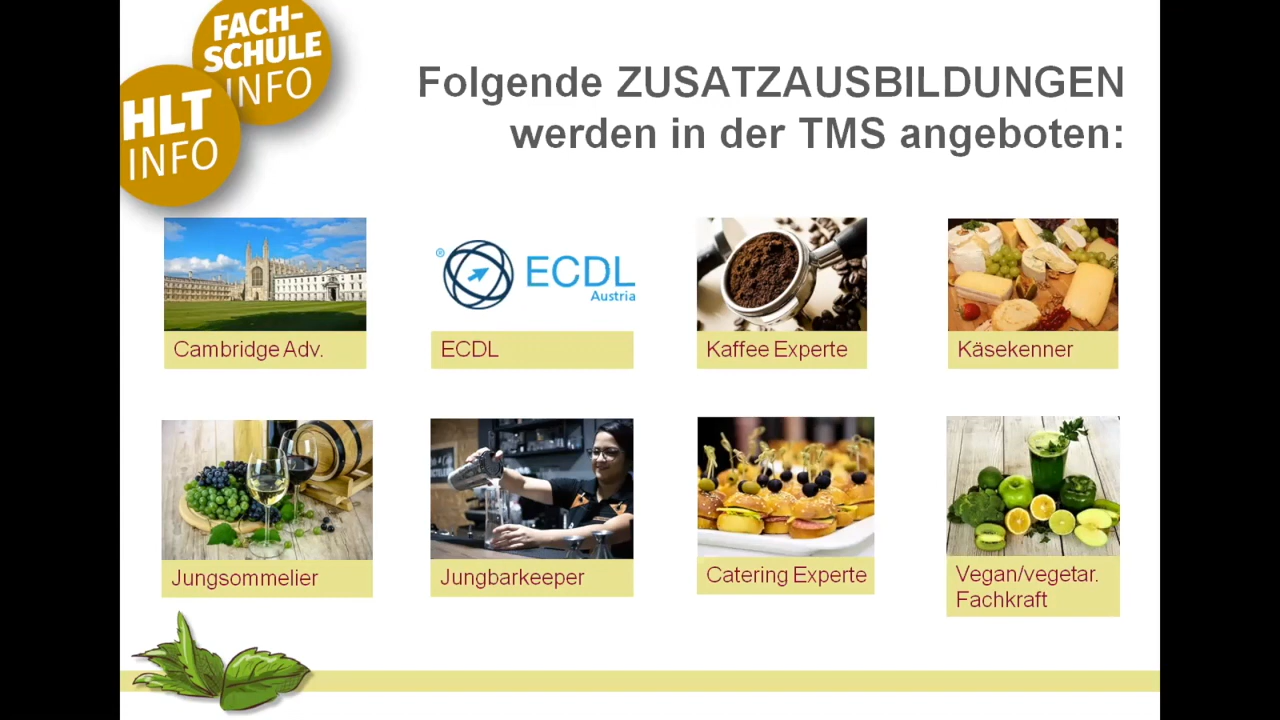 FACH-
SCHULE
INFO
HLT
INFO
Folgende ZUSATZAUSBILDUNGEN
werden in der TMS angeboten:
® ECDL
Austria
Cambridge Adv.
ECDL
Kaffee Experte
Käsekenner
Jungsommelier
Jungbarkeeper
Catering Experte
Vegan/vegetar.
Fachkraft